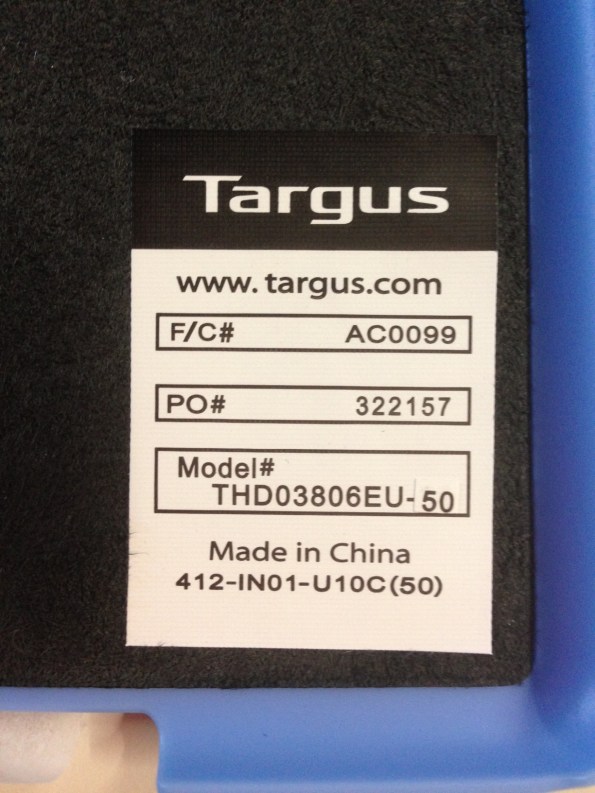 Targus
www. targus.com
F/C# AC0099
PO# 322157
Model#
THD03806EU-50
Made in China
412-IN01-U10C(50)